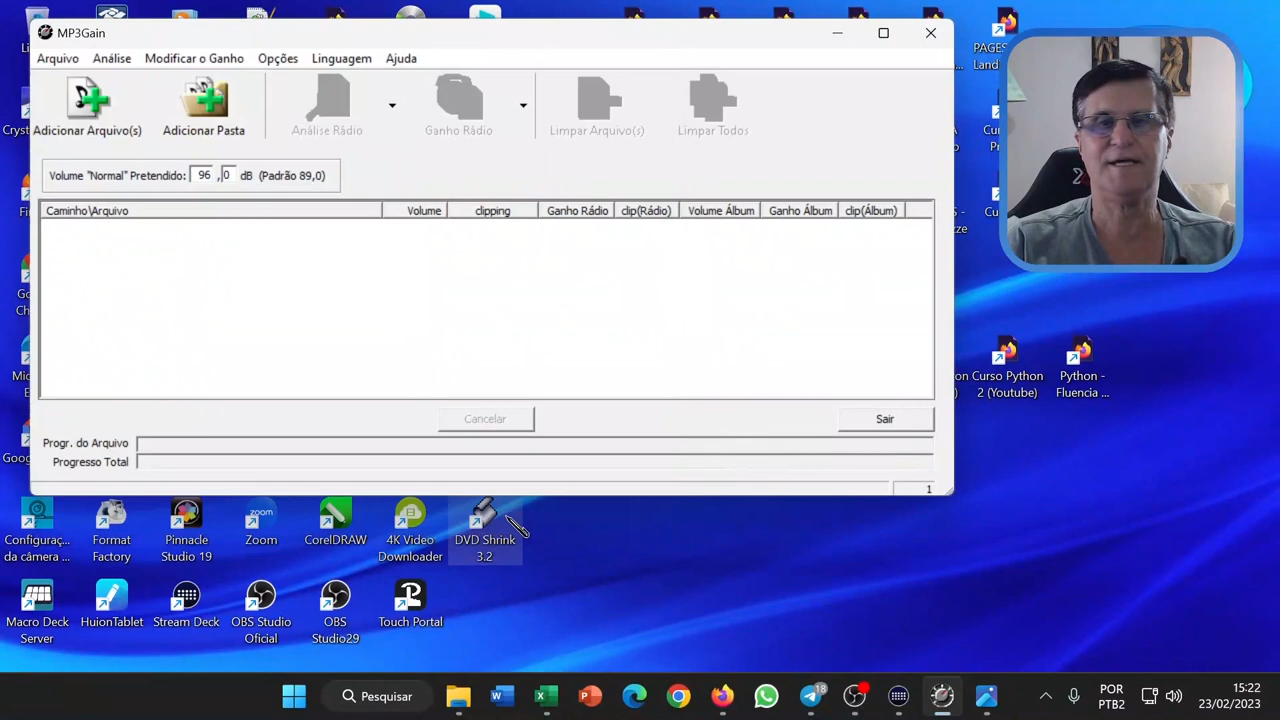 MP3Gain
Arquivo Análise Modificar o Ganho Opções Linguagem Ajuda
Adicionar Arquivo(s) Adicionar Pasta Análise Rádio Ganho Rádio Limpar Arquivo(s) Limpar Todos
Volume "Normal" Pretendido: 96 ,0 dB (Padrão 89,0)
Caminho\Arquivo Volume clipping Ganho Rádio clip(Rádio) Volume Álbum Ganho Álbum clip(Álbum)
Cancelar Sair
Progr. do Arquivo
Progresso Total
1
PAGES
Curso Python
2 (Youtube)
Python -
Fluencia ...
Configuraç...
da câmera ...
Format
Factory
Pinnacle
Studio 19
zoom
Zoom
CorelDRAW
4K Video
Downloader
DVD Shrink
3.2
Macro Deck
Server
HuionTablet
Stream Deck
OBS Studio
Oficial
OBS
Studio29
Touch Portal
Pesquisar
18
POR
PTB2
15:22
23/02/2023